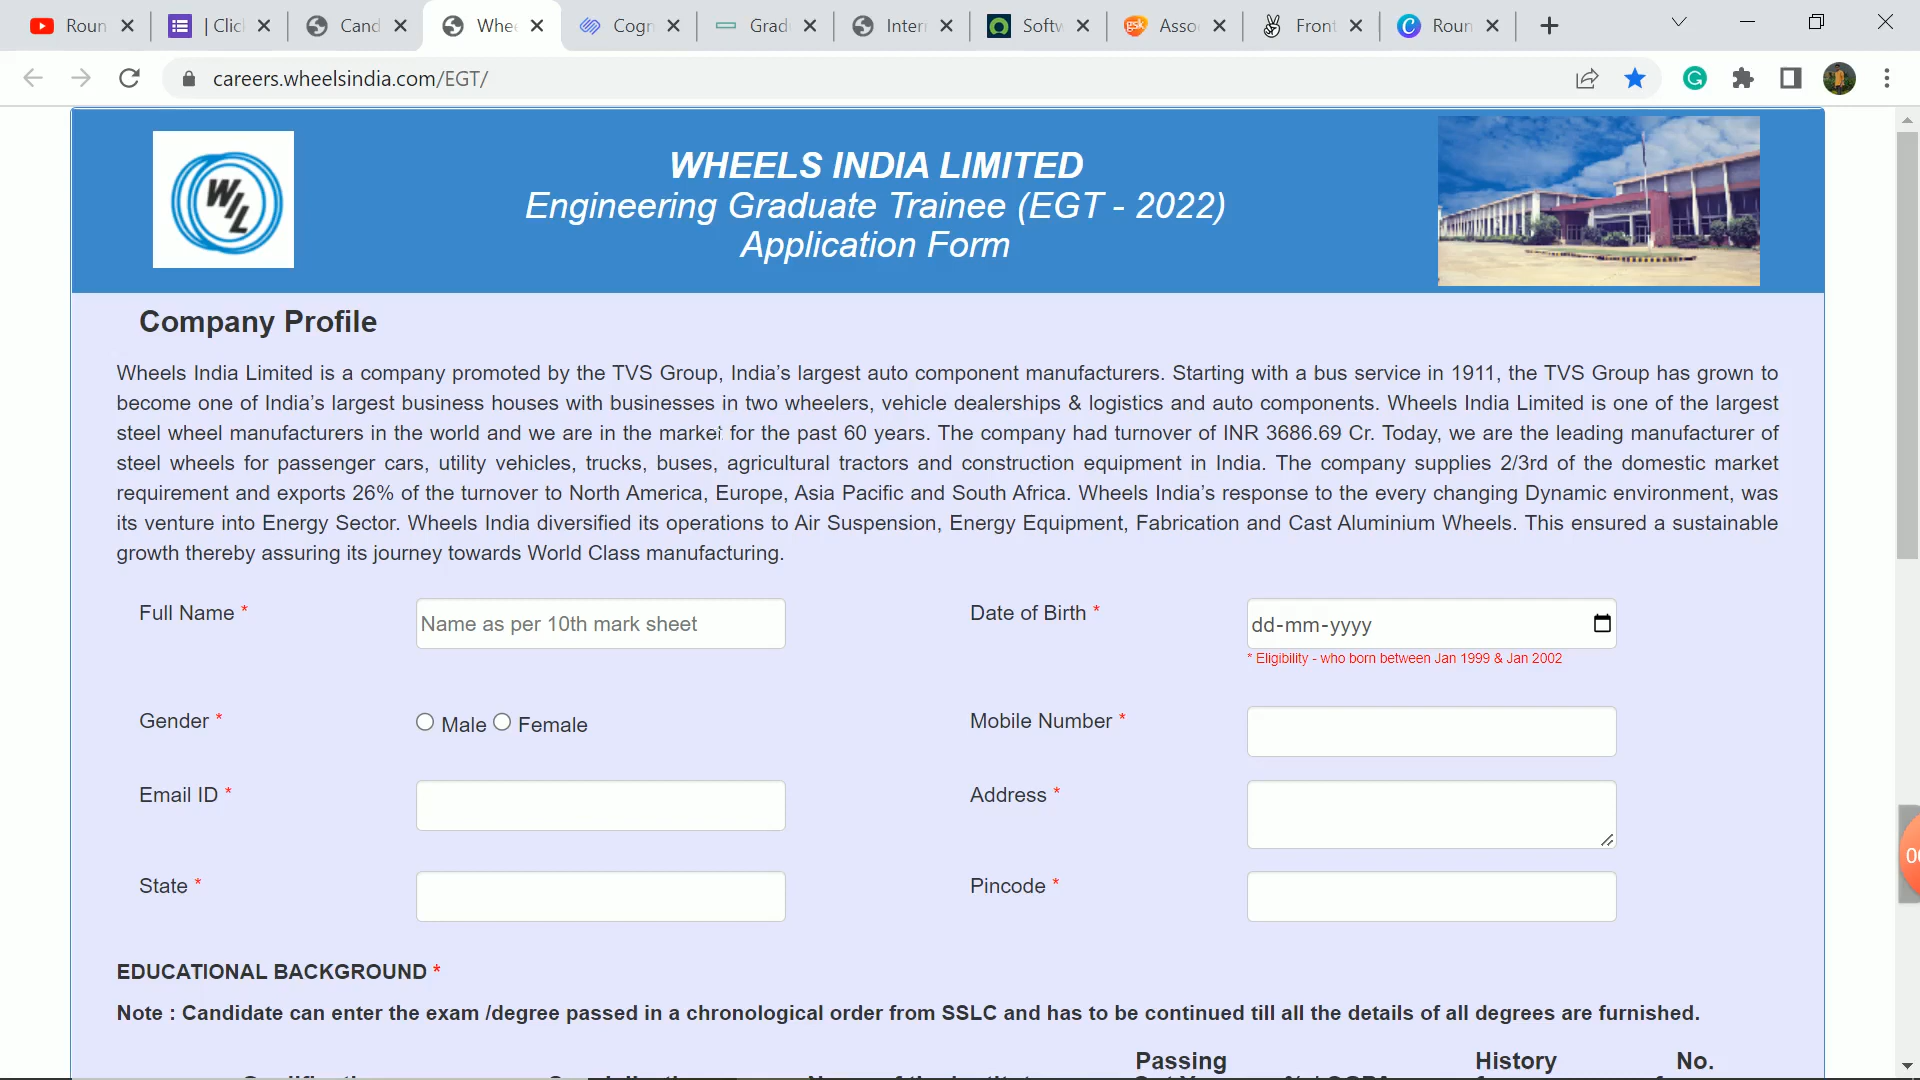 Roun
| Clic
Cand
Whe
Cogn
Grad
Inter
Softw
gsk
Asso
Front
Roun
careers.wheelsindia.com/EGT/
WIL
WHEELS INDIA LIMITED
Engineering Graduate Trainee (EGT - 2022)
Application Form
Company Profile
Wheels India Limited is a company promoted by the TVS Group, India's largest auto component manufacturers. Starting with a bus service in 1911, the TVS Group has grown to
become one of India's largest business houses with businesses in two wheelers, vehicle dealerships & logistics and auto components. Wheels India Limited is one of the largest
steel wheel manufacturers in the world and we are in the market for the past 60 years. The company had turnover of INR 3686.69 Cr. Today, we are the leading manufacturer of
steel wheels for passenger cars, utility vehicles, trucks, buses, agricultural tractors and construction equipment in India. The company supplies 2/3rd of the domestic market
requirement and exports 26% of the turnover to North America, Europe, Asia Pacific and South Africa. Wheels India's response to the every changing Dynamic environment, was
its venture into Energy Sector. Wheels India diversified its operations to Air Suspension, Energy Equipment, Fabrication and Cast Aluminium Wheels. This ensured a sustainable
growth thereby assuring its journey towards World Class manufacturing.
Full Name *
Name as per 10th mark sheet
Date of Birth *
dd-mm-yyyy
* Eligibility - who born between Jan 1999 & Jan 2002
Gender *
Male Female
Mobile Number *
Email ID *
Address *
State *
Pincode *
EDUCATIONAL BACKGROUND *
Note : Candidate can enter the exam /degree passed in a chronological order from SSLC and has to be continued till all the details of all degrees are furnished.
Passing
History
No.